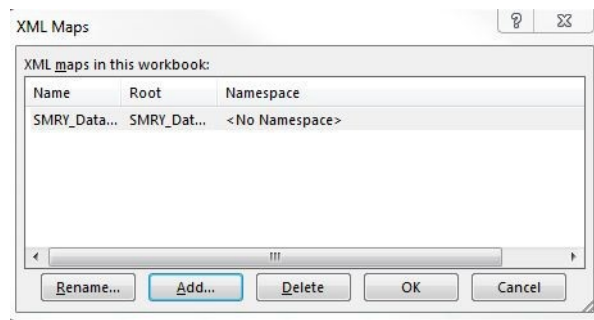 XML Maps
XML maps in this workbook:
Name Root Namespace
SMRY_Data... SMRY_Dat... <No Namespace>
Rename... Add... Delete OK Cancel